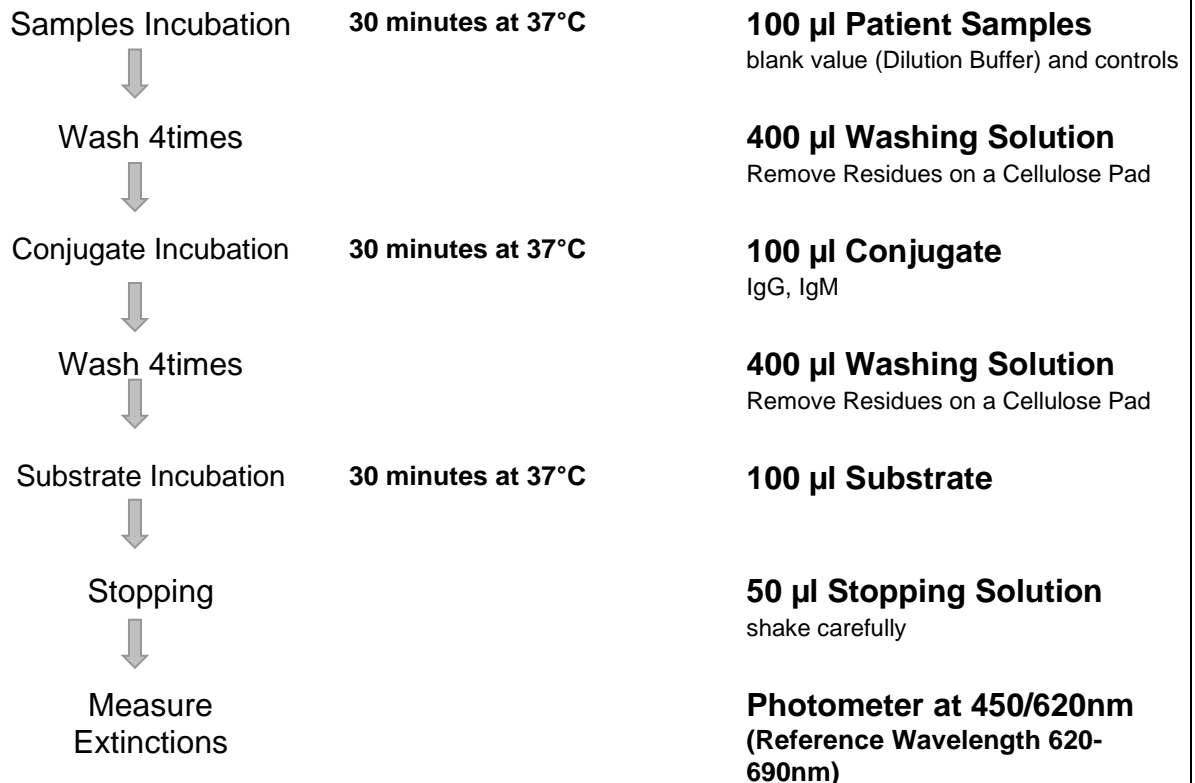 Samples Incubation 30 minutes at 37°C 100 µl Patient Samples
blank value (Dilution Buffer) and controls
Wash 4times 400 µl Washing Solution
Remove Residues on a Cellulose Pad
Conjugate Incubation 30 minutes at 37°C 100 µl Conjugate
IgG, IgM
Wash 4times 400 µl Washing Solution
Remove Residues on a Cellulose Pad
Substrate Incubation 30 minutes at 37°C 100 µl Substrate
Stopping 50 µl Stopping Solution
shake carefully
Measure Photometer at 450/620nm
Extinctions (Reference Wavelength 620-
690nm)